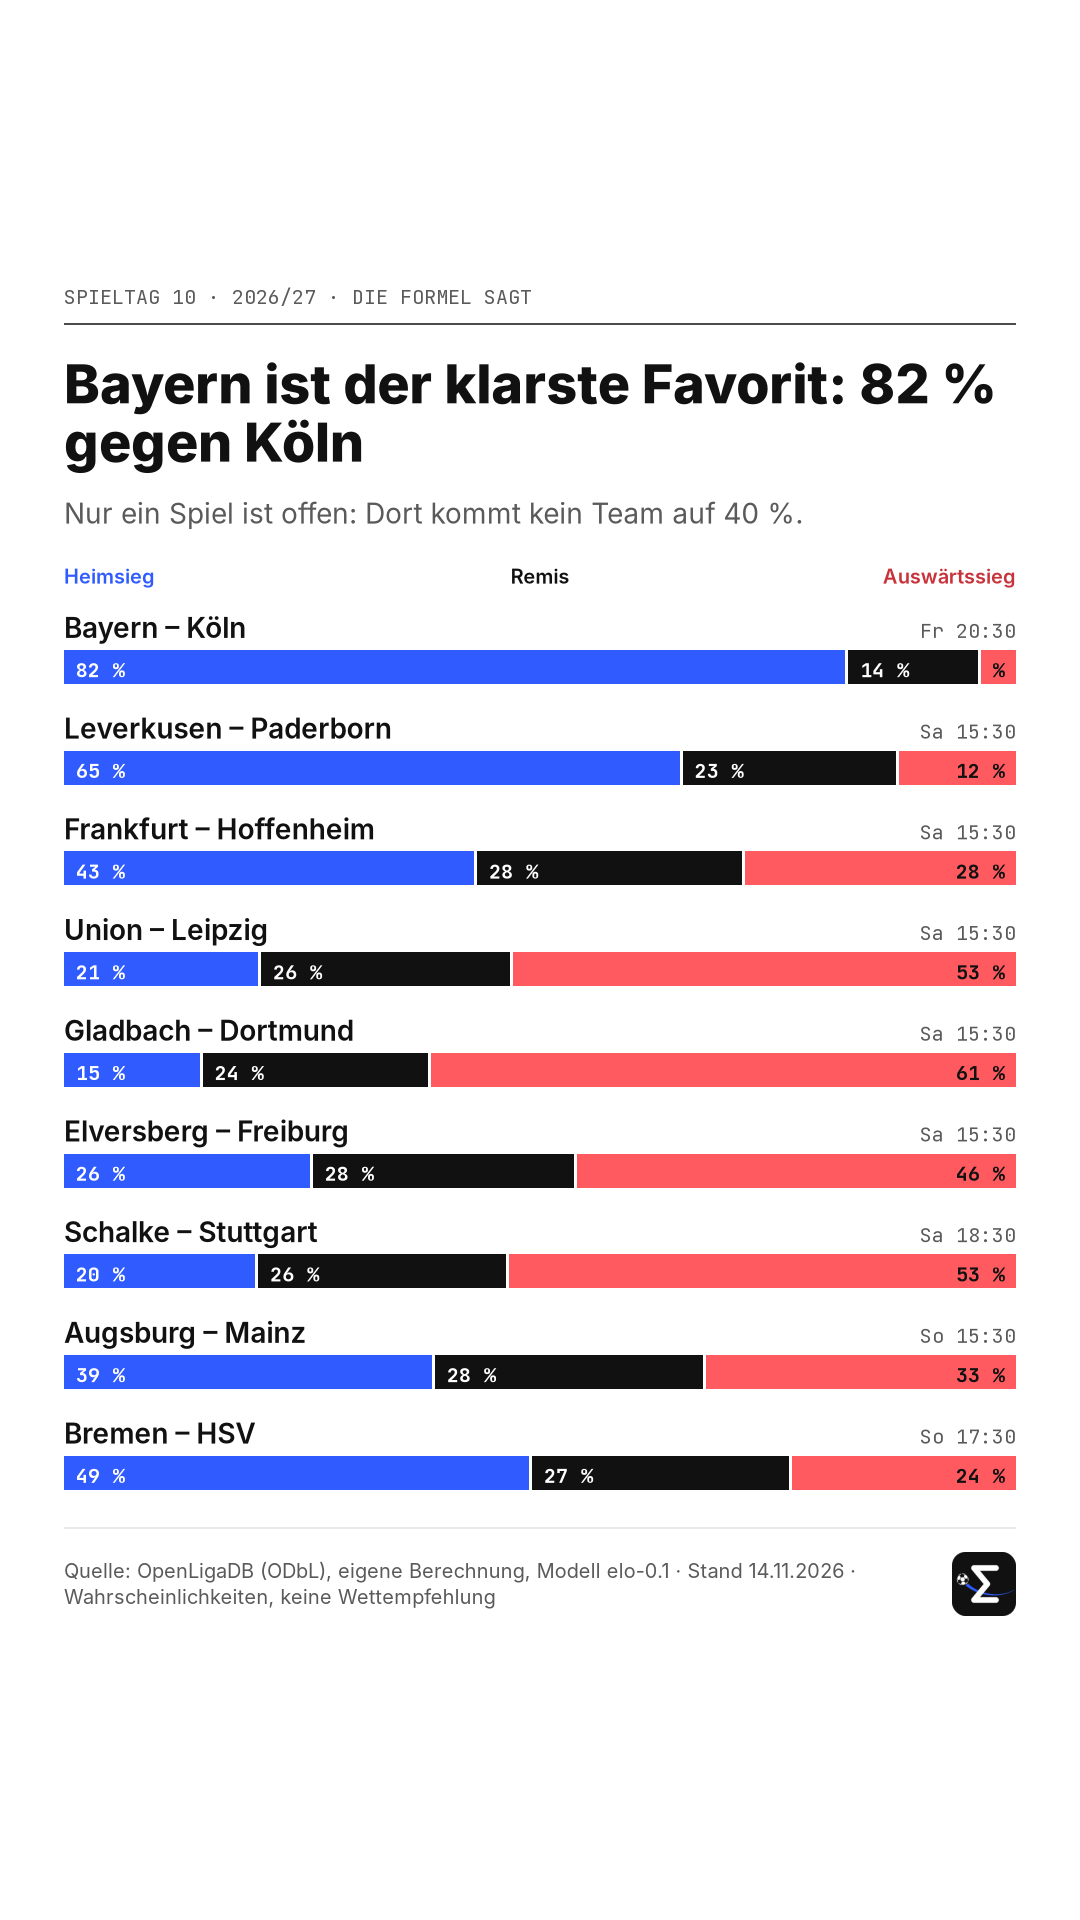 SPIELTAG 10 · 2026/27 · DIE FORMEL SAGT
Bayern ist der klarste Favorit: 82 %
gegen Köln
Nur ein Spiel ist offen: Dort kommt kein Team auf 40 %.
Heimsieg Remis Auswärtssieg
Bayern – Köln Fr 20:30
82 % 14 % %
Leverkusen – Paderborn Sa 15:30
65 % 23 % 12 %
Frankfurt – Hoffenheim Sa 15:30
43 % 28 % 28 %
Union – Leipzig Sa 15:30
21 % 26 % 53 %
Gladbach – Dortmund Sa 15:30
15 % 24 % 61 %
Elversberg – Freiburg Sa 15:30
26 % 28 % 46 %
Schalke – Stuttgart Sa 18:30
20 % 26 % 53 %
Augsburg – Mainz So 15:30
39 % 28 % 33 %
Bremen – HSV So 17:30
49 % 27 % 24 %
Quelle: OpenLigaDB (ODbL), eigene Berechnung, Modell elo-0.1 · Stand 14.11.2026 ·
Wahrscheinlichkeiten, keine Wettempfehlung
Σ